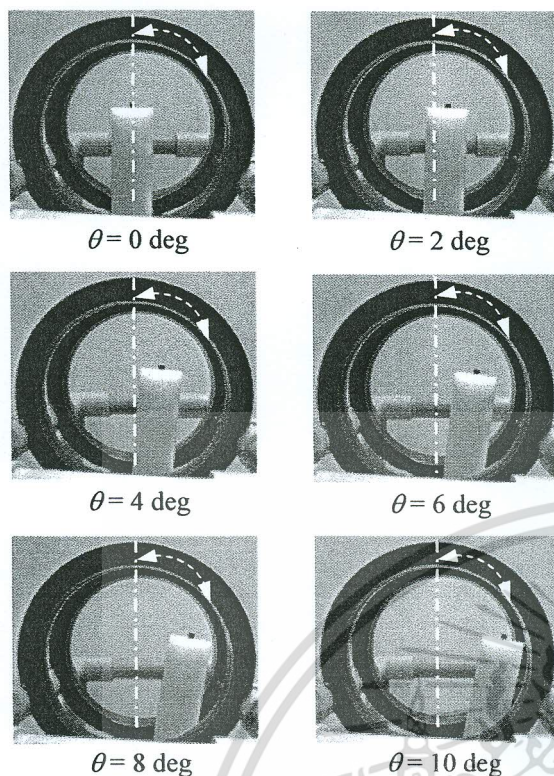 θ = 0 deg
θ = 2 deg
θ = 4 deg
θ = 6 deg
θ = 8 deg
θ = 10 deg